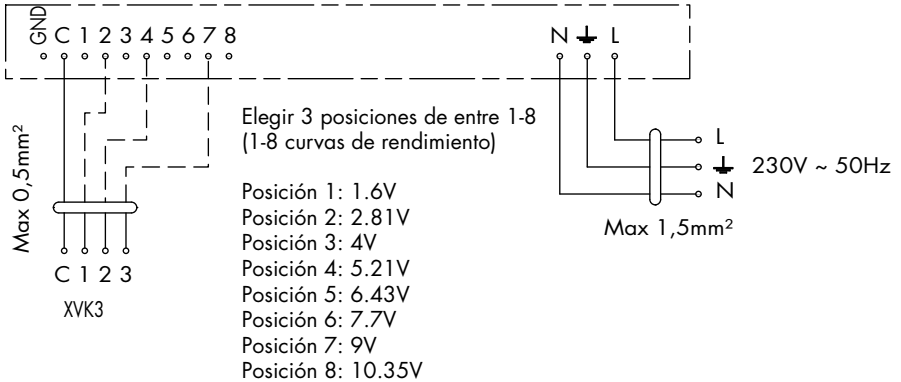 GND C 1 2 3 4 5 6 7 8
N L
Max 0,5mm²
Elegir 3 posiciones de entre 1-8
(1-8 curvas de rendimiento)
Posición 1: 1.6V
Posición 2: 2.81V
Posición 3: 4V
Posición 4: 5.21V
Posición 5: 6.43V
Posición 6: 7.7V
Posición 7: 9V
Posición 8: 10.35V
C 1 2 3
XVK3
L
230V ~ 50Hz
N
Max 1,5mm²